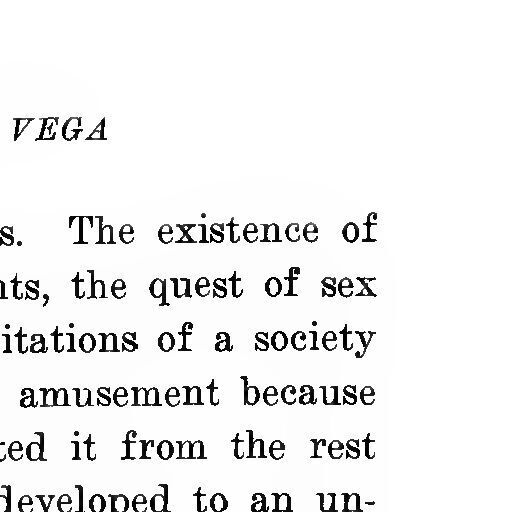 VEGA
s. The existence of
nts, the quest of sex
itations of a society
amusement because
ted it from the rest
developed to an un-